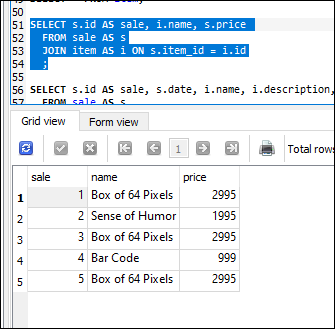 50
51 SELECT s.id AS sale, i.name, s.price
52 FROM sale AS s
53 JOIN item AS i ON s.item_id = i.id
54 ;
55
56 SELECT s.id AS sale, s.date, i.name, i.description,
57 FROM sale AS s
Grid view Form view
1 Total rows
sale name price
1 1 Box of 64 Pixels 2995
2 2 Sense of Humor 1995
3 3 Box of 64 Pixels 2995
4 4 Bar Code 999
5 5 Box of 64 Pixels 2995